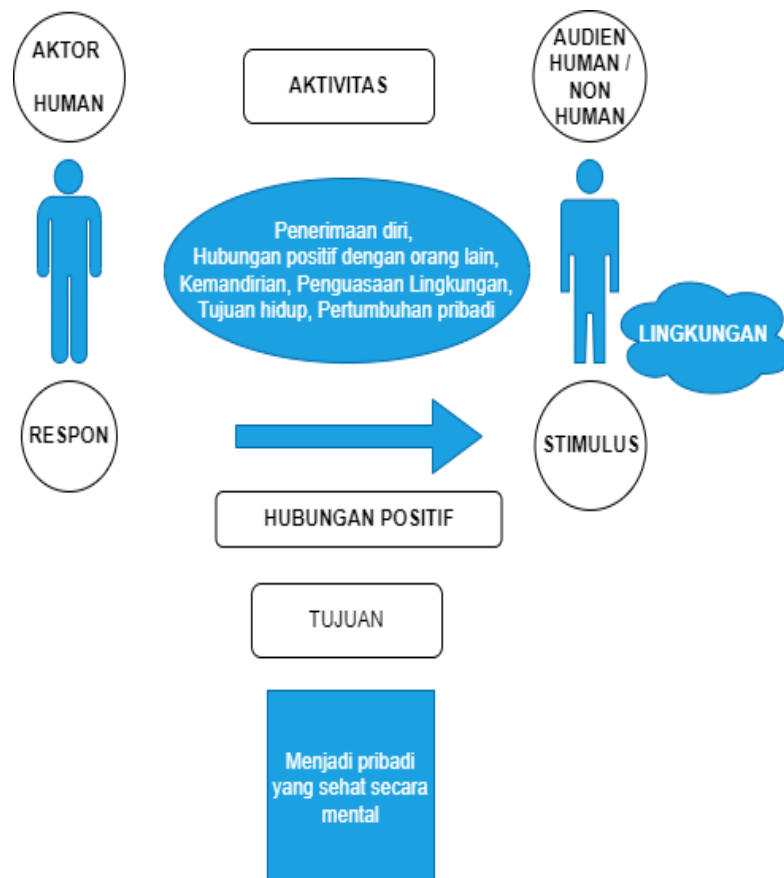 AKTOR
HUMAN
AKTIVITAS
AUDIEN
HUMAN /
NON
HUMAN
Penerimaan diri,
Hubungan positif dengan orang lain,
Kemandirian, Penguasaan Lingkungan,
Tujuan hidup, Pertumbuhan pribadi
LINGKUNGAN
RESPON
STIMULUS
HUBUNGAN POSITIF
TUJUAN
Menjadi pribadi
yang sehat secara
mental